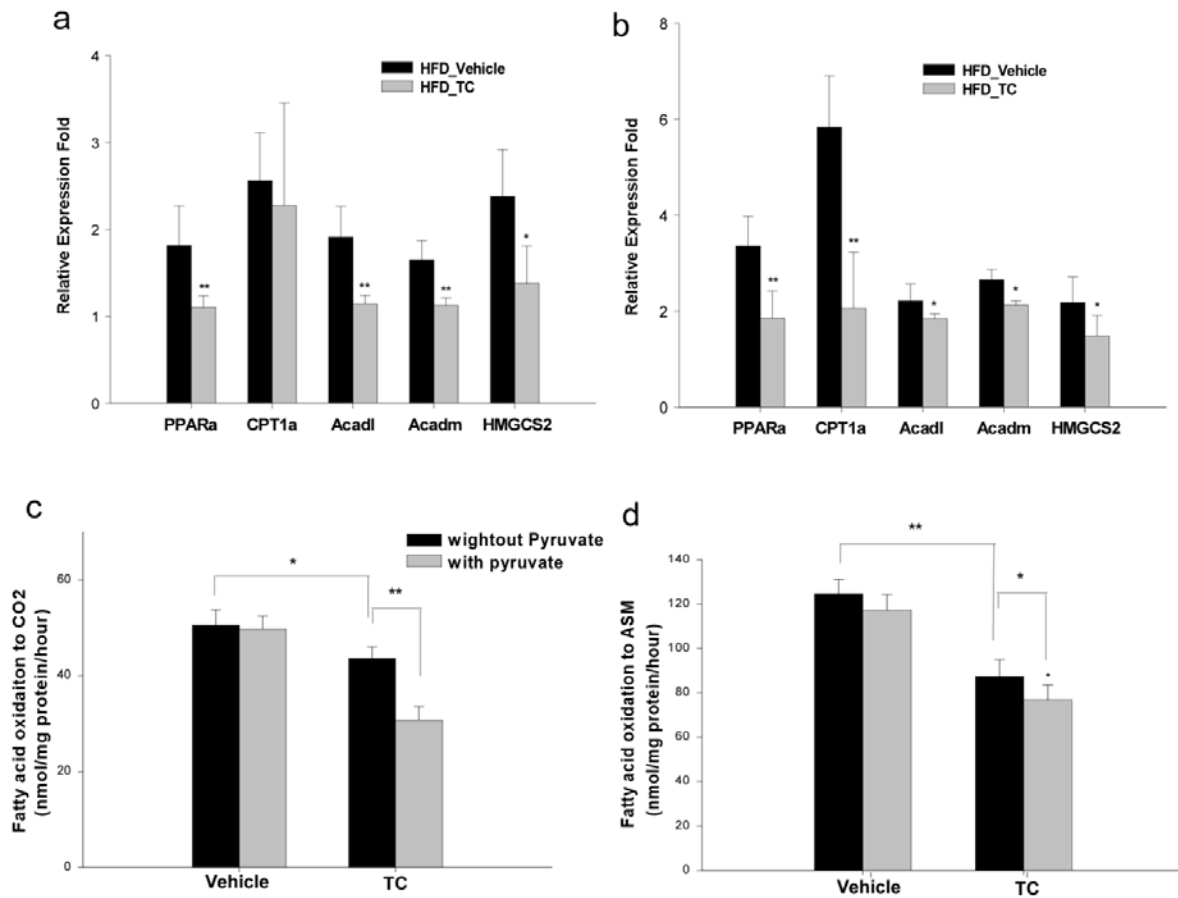 a
4
3
2
1
0
Relative Expression Fold
HFD_Vehicle
HFD_TC
**
**
**
*
PPARa CPT1a Acadl Acadm HMGCS2
b
8
6
4
2
0
Relative Expression Fold
HFD_Vehicle
HFD_TC
**
**
*
*
*
PPARa CPT1a Acadl Acadm HMGCS2
c
60
40
20
0
Fatty acid oxidaiton to CO2
(nmol/mg protein/hour)
wightout Pyruvate
with pyruvate
*
**
Vehicle TC
d
140
120
100
80
60
40
20
0
Fatty acid oxidation to ASM
(nmol/mg protein/hour)
**
*
*
Vehicle TC